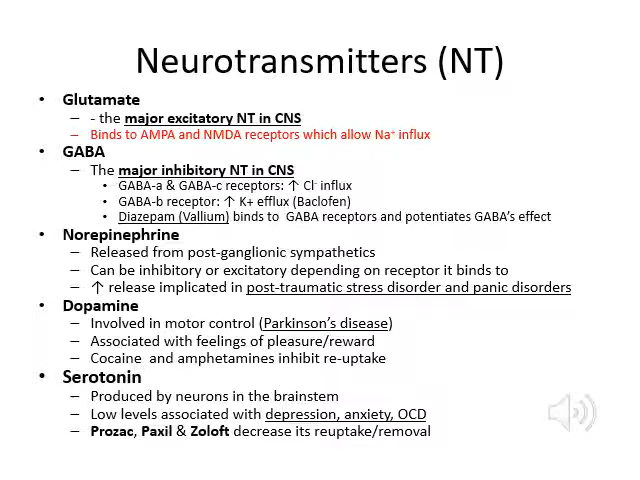 Neurotransmitters (NT)
• Glutamate
– - the major excitatory NT in CNS
– Binds to AMPA and NMDA receptors which allow Na⁺ influx
• GABA
– The major inhibitory NT in CNS
• GABA-a & GABA-c receptors: ↑ Cl⁻ influx
• GABA-b receptor: ↑ K+ efflux (Baclofen)
• Diazepam (Vallium) binds to GABA receptors and potentiates GABA's effect
• Norepinephrine
– Released from post-ganglionic sympathetics
– Can be inhibitory or excitatory depending on receptor it binds to
– ↑ release implicated in post-traumatic stress disorder and panic disorders
• Dopamine
– Involved in motor control (Parkinson's disease)
– Associated with feelings of pleasure/reward
– Cocaine and amphetamines inhibit re-uptake
• Serotonin
– Produced by neurons in the brainstem
– Low levels associated with depression, anxiety, OCD
– Prozac, Paxil & Zoloft decrease its reuptake/removal